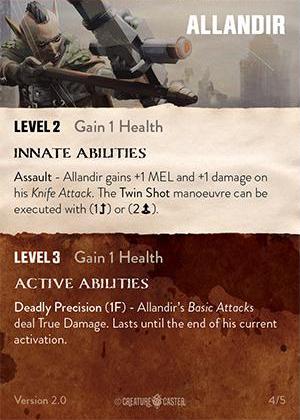 ALLANDIR
LEVEL 2 Gain 1 Health
INNATE ABILITIES
Assault - Allandir gains +1 MEL and +1 damage on
his Knife Attack. The Twin Shot manoeuvre can be
executed with (1) or (2).
LEVEL 3 Gain 1 Health
ACTIVE ABILITIES
Deadly Precision (1F) - Allandir's Basic Attacks
deal True Damage. Lasts until the end of his current
activation.
Version 2.0 © CREATURE CASTER 4/5